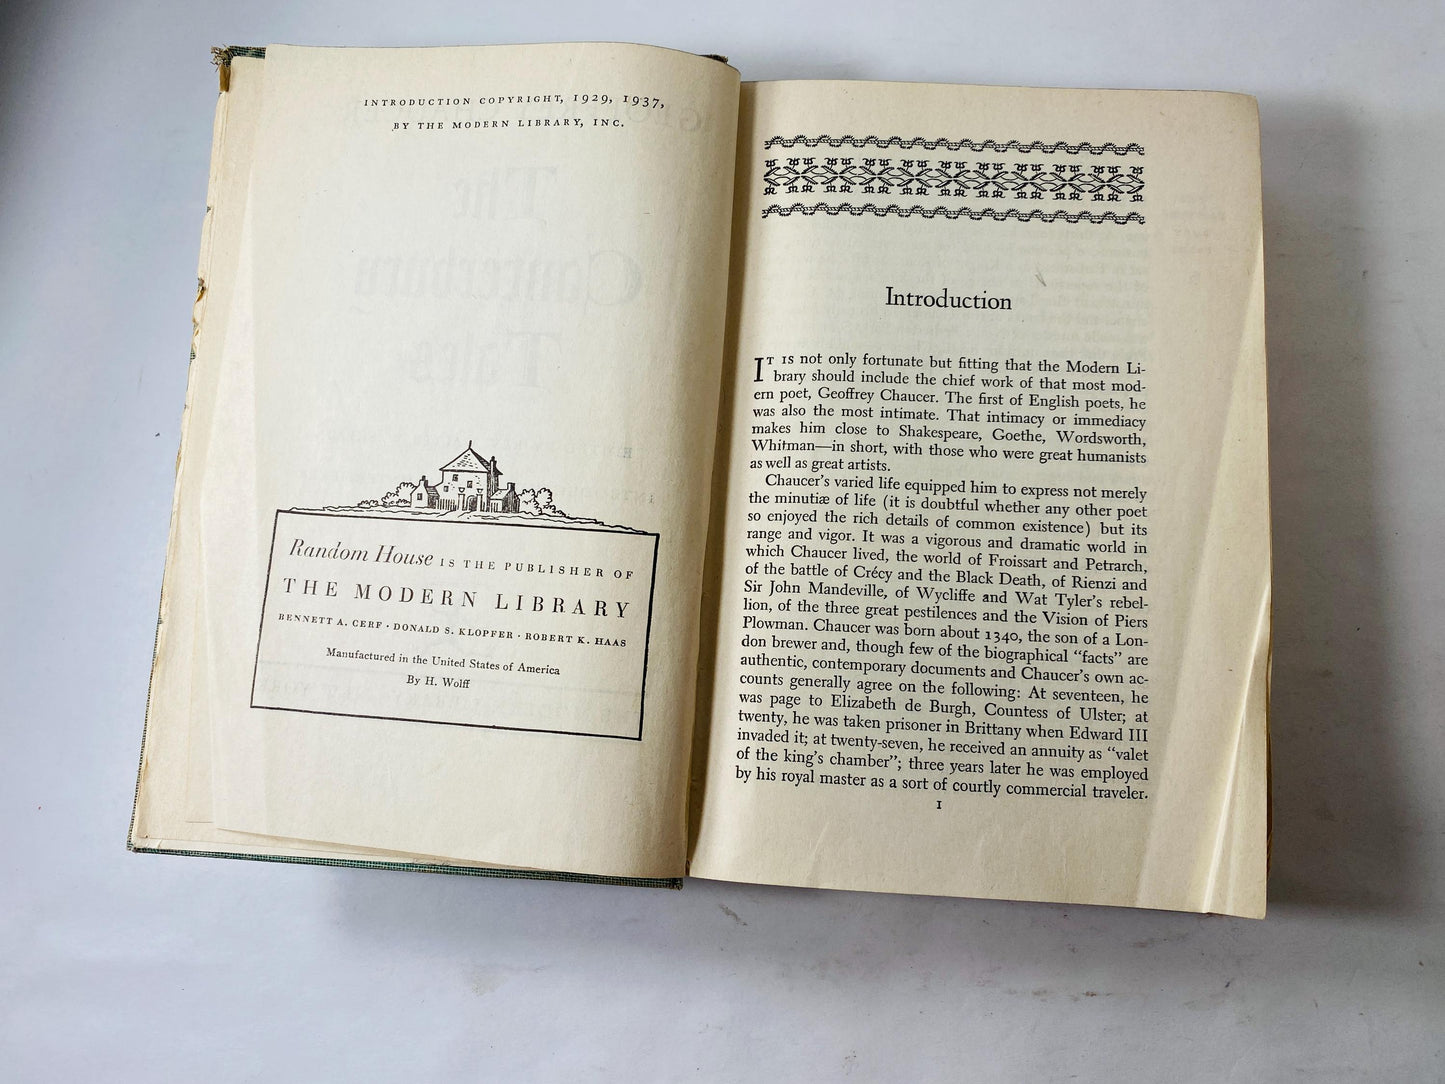 INTRODUCTION COPYRIGHT, 1929, 1937,
BY THE MODERN LIBRARY, INC.
Random House IS THE PUBLISHER OF
THE MODERN LIBRARY
BENNETT A. CERF · DONALD S. KLOPFER · ROBERT K. HAAS
Manufactured in the United States of America
By H. Wolff
Introduction
IT IS not only fortunate but fitting that the Modern Li-
brary should include the chief work of that most mod-
ern poet, Geoffrey Chaucer. The first of English poets, he
was also the most intimate. That intimacy or immediacy
makes him close to Shakespeare, Goethe, Wordsworth,
Whitman—in short, with those who were great humanists
as well as great artists.
Chaucer's varied life equipped him to express not merely
the minutiæ of life (it is doubtful whether any other poet
so enjoyed the rich details of common existence) but its
range and vigor. It was a vigorous and dramatic world in
which Chaucer lived, the world of Froissart and Petrarch,
of the battle of Crécy and the Black Death, of Rienzi and
Sir John Mandeville, of Wycliffe and Wat Tyler's rebel-
lion, of the three great pestilences and the Vision of Piers
Plowman. Chaucer was born about 1340, the son of a Lon-
don brewer and, though few of the biographical "facts" are
authentic, contemporary documents and Chaucer's own ac-
counts generally agree on the following: At seventeen, he
was page to Elizabeth de Burgh, Countess of Ulster; at
twenty, he was taken prisoner in Brittany when Edward III
invaded it; at twenty-seven, he received an annuity as "valet
of the king's chamber"; three years later he was employed
by his royal master as a sort of courtly commercial traveler.
1